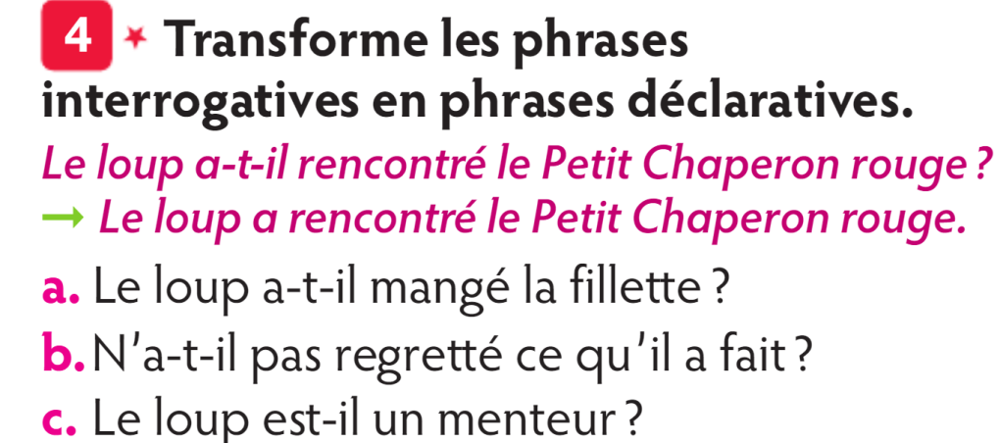 4 * Transforme les phrases
interrogatives en phrases déclaratives.
Le loup a-t-il rencontré le Petit Chaperon rouge ?
→ Le loup a rencontré le Petit Chaperon rouge.
a. Le loup a-t-il mangé la fillette ?
b. N'a-t-il pas regretté ce qu'il a fait ?
c. Le loup est-il un menteur ?